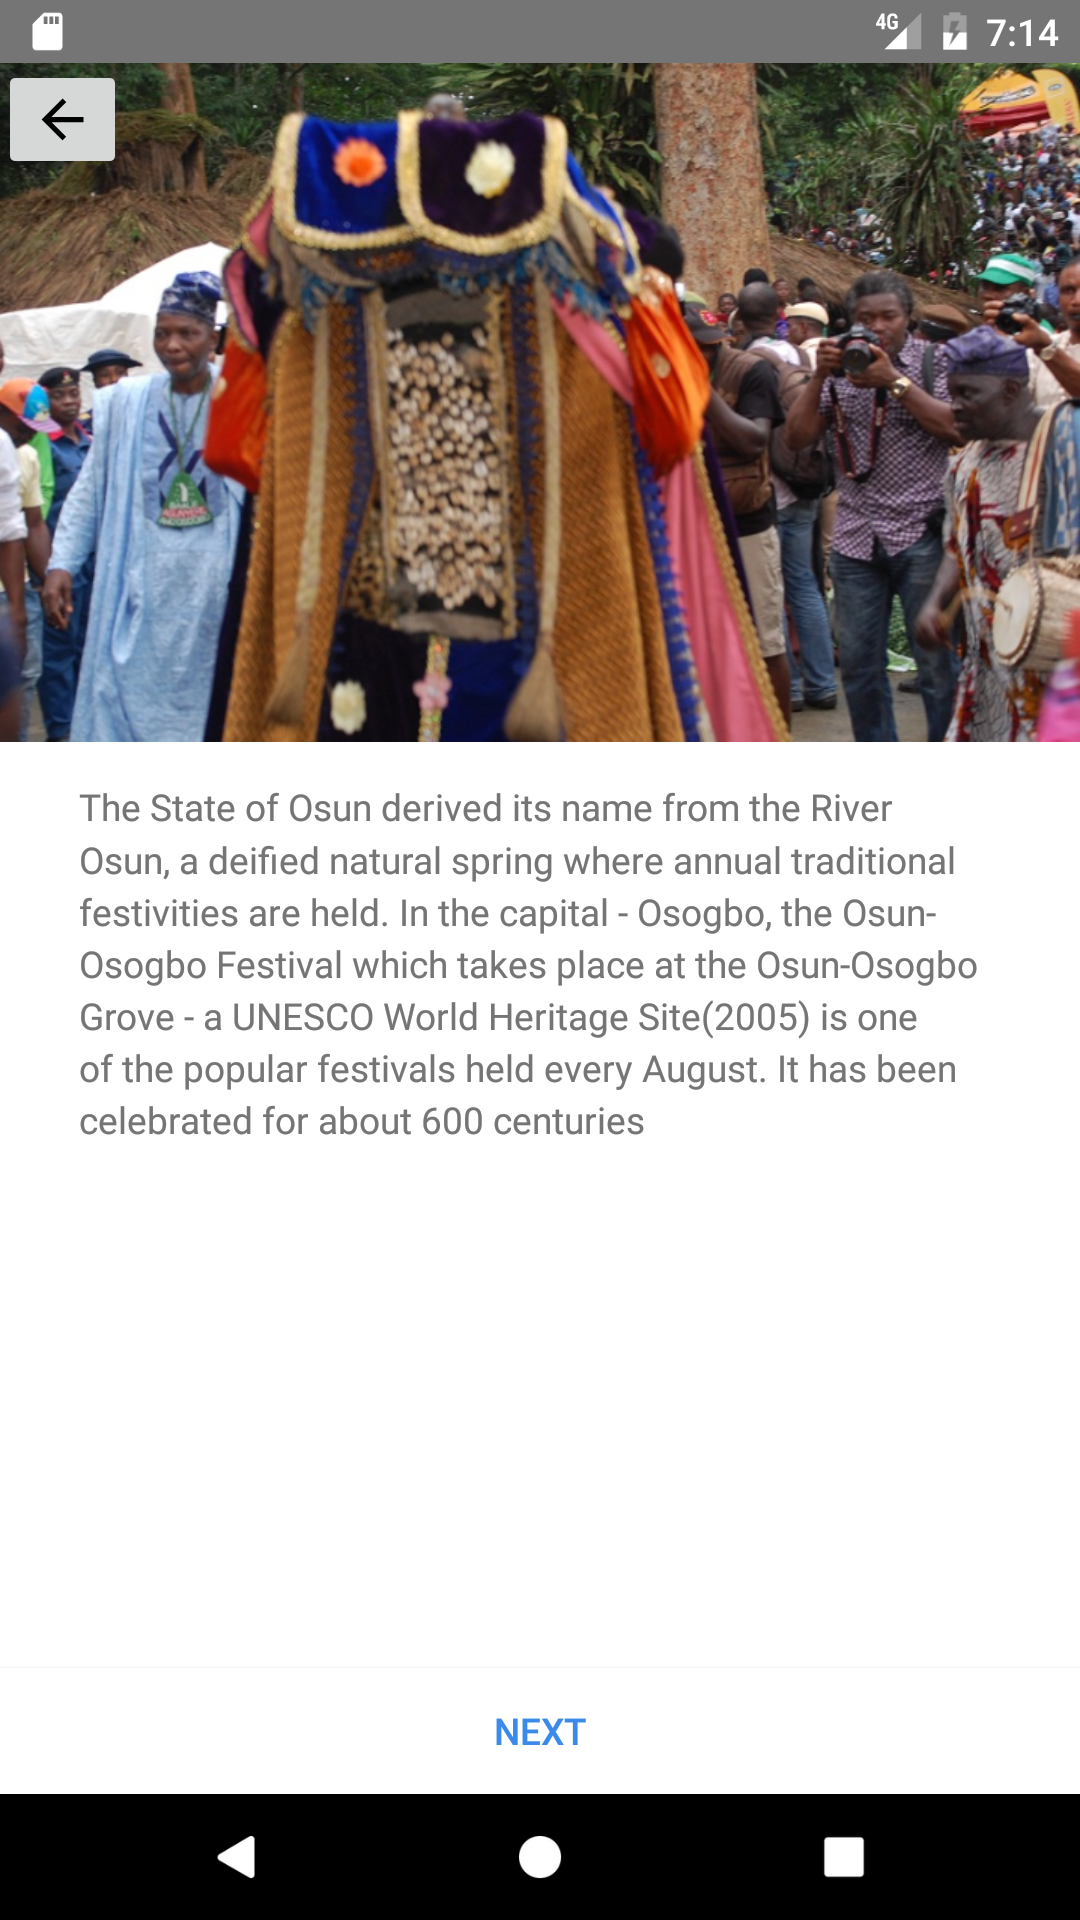 4G 7:14
The State of Osun derived its name from the River
Osun, a deified natural spring where annual traditional
festivities are held. In the capital - Osogbo, the Osun-
Osogbo Festival which takes place at the Osun-Osogbo
Grove - a UNESCO World Heritage Site(2005) is one
of the popular festivals held every August. It has been
celebrated for about 600 centuries
NEXT